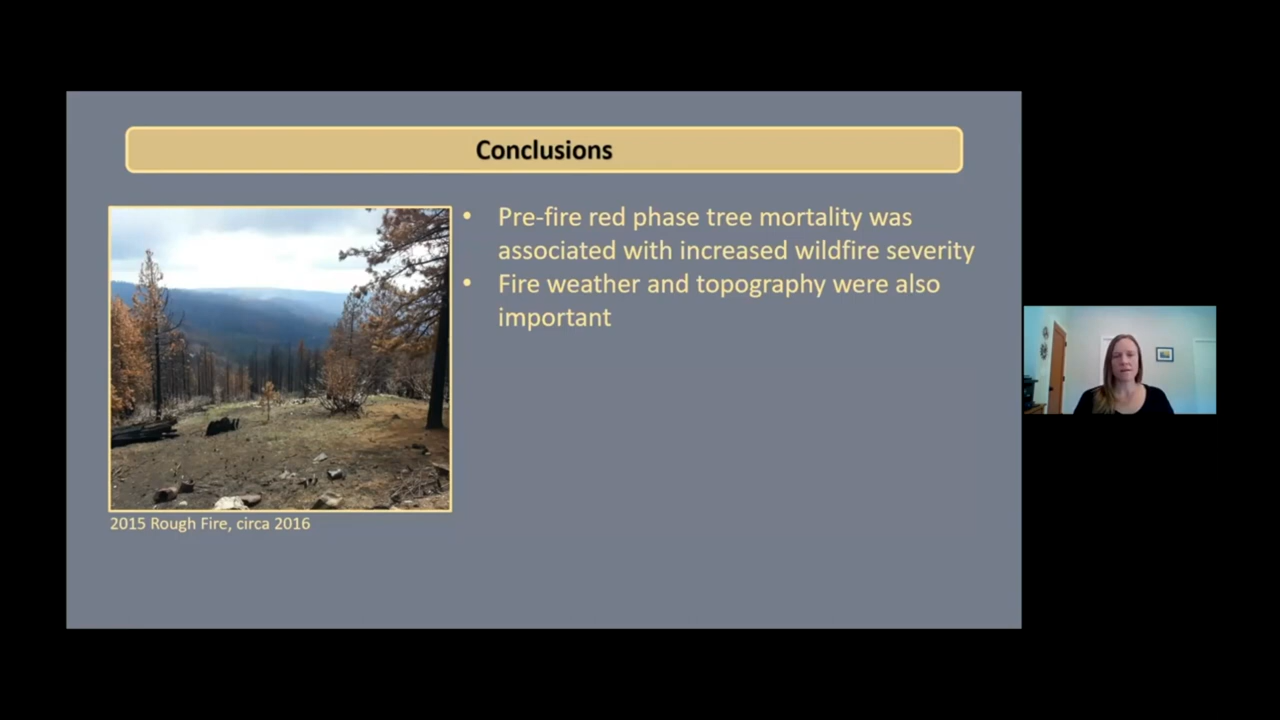 Conclusions
• Pre-fire red phase tree mortality was
associated with increased wildfire severity
• Fire weather and topography were also
important
2015 Rough Fire, circa 2016